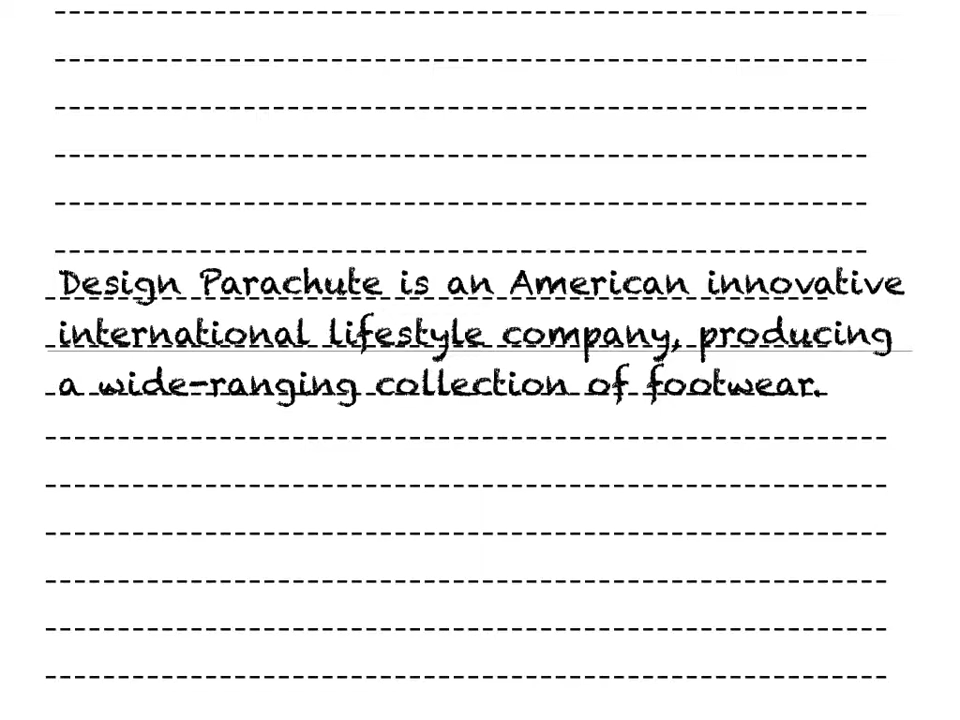 Design Parachute is an American innovative
international lifestyle company, producing
a wide-ranging collection of footwear.